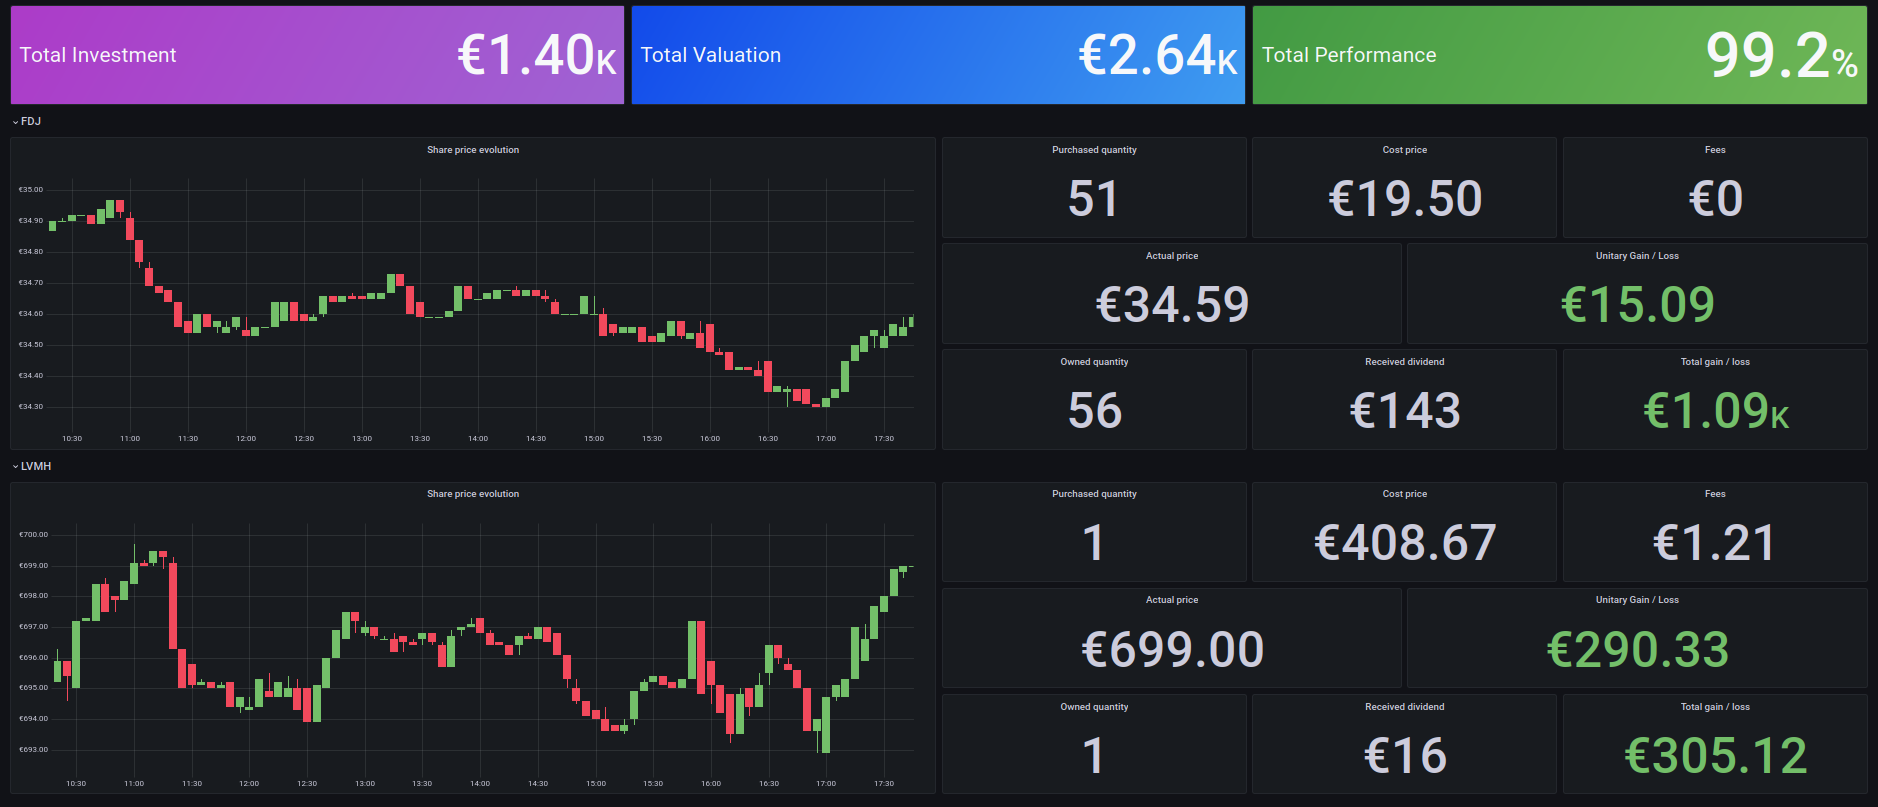 Total Investment €1.40K Total Valuation €2.64K Total Performance 99.2%
FDJ
Share price evolution
€35.00
€34.90
€34.80
€34.70
€34.60
€34.50
€34.40
€34.30
10:30 11:00 11:30 12:00 12:30 13:00 13:30 14:00 14:30 15:00 15:30 16:00 16:30 17:00 17:30
Purchased quantity
51
Cost price
€19.50
Fees
€0
Actual price
€34.59
Unitary Gain / Loss
€15.09
Owned quantity
56
Received dividend
€143
Total gain / loss
€1.09K
LVMH
Share price evolution
€700.00
€699.00
€698.00
€697.00
€696.00
€695.00
€694.00
€693.00
10:30 11:00 11:30 12:00 12:30 13:00 13:30 14:00 14:30 15:00 15:30 16:00 16:30 17:00 17:30
Purchased quantity
1
Cost price
€408.67
Fees
€1.21
Actual price
€699.00
Unitary Gain / Loss
€290.33
Owned quantity
1
Received dividend
€16
Total gain / loss
€305.12